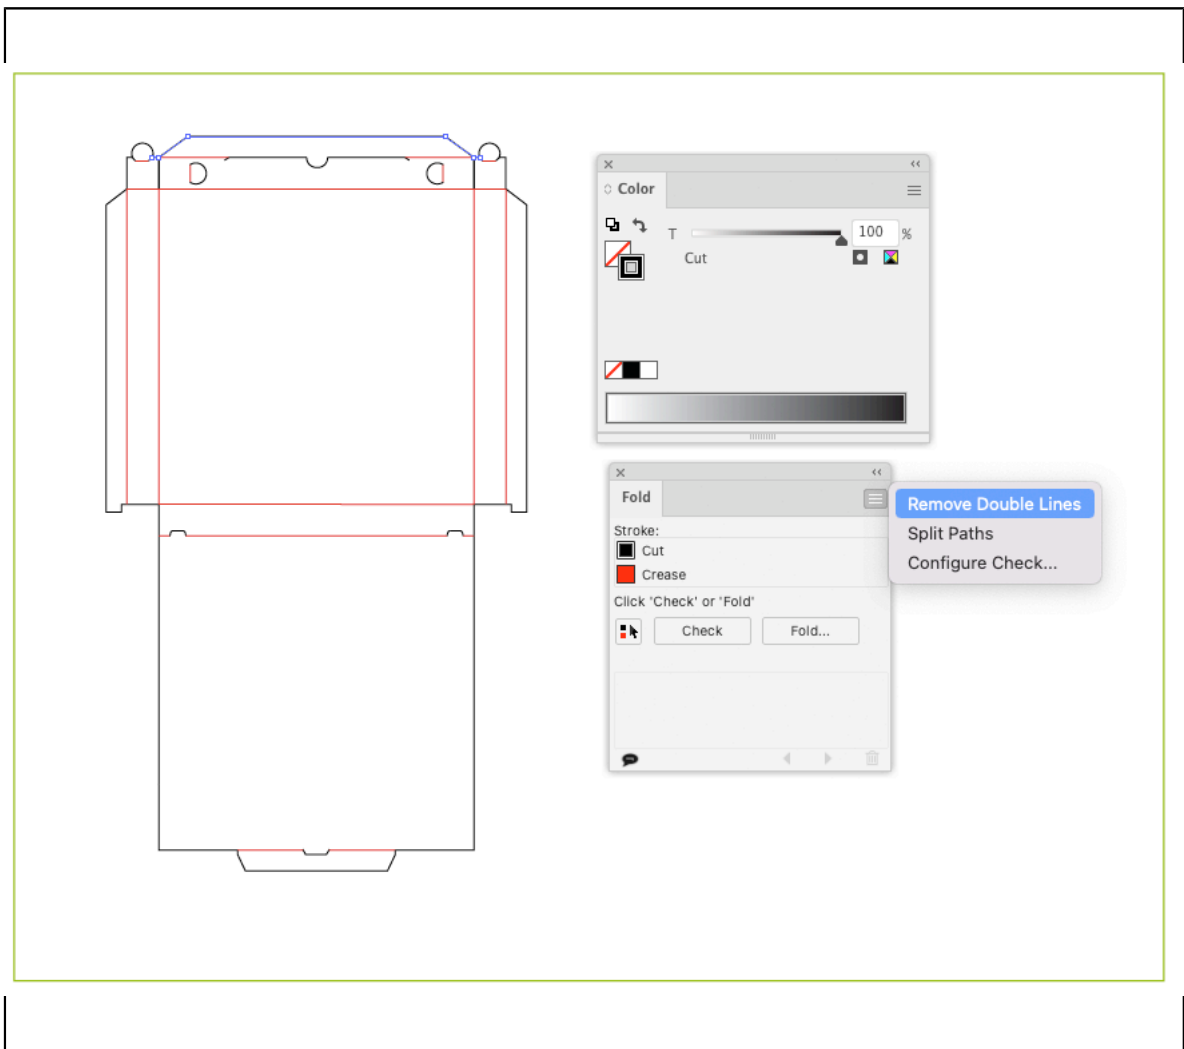 Color
T
100 %
Cut
Fold
Stroke:
Cut
Crease
Click 'Check' or 'Fold'
Check
Fold...
Remove Double Lines
Split Paths
Configure Check...